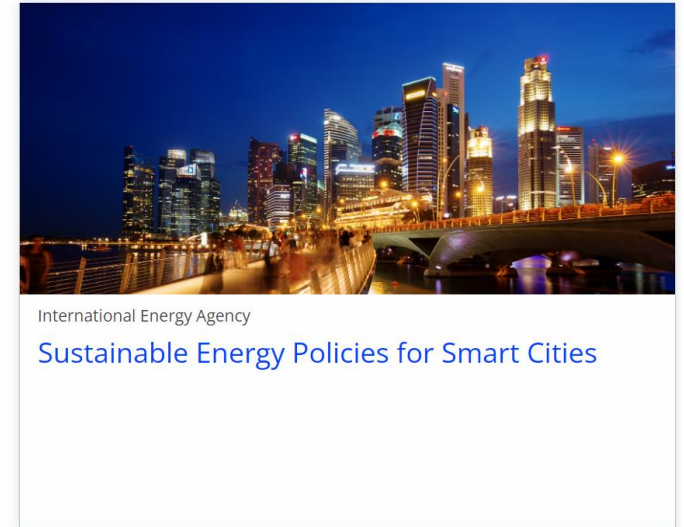 International Energy Agency
Sustainable Energy Policies for Smart Cities